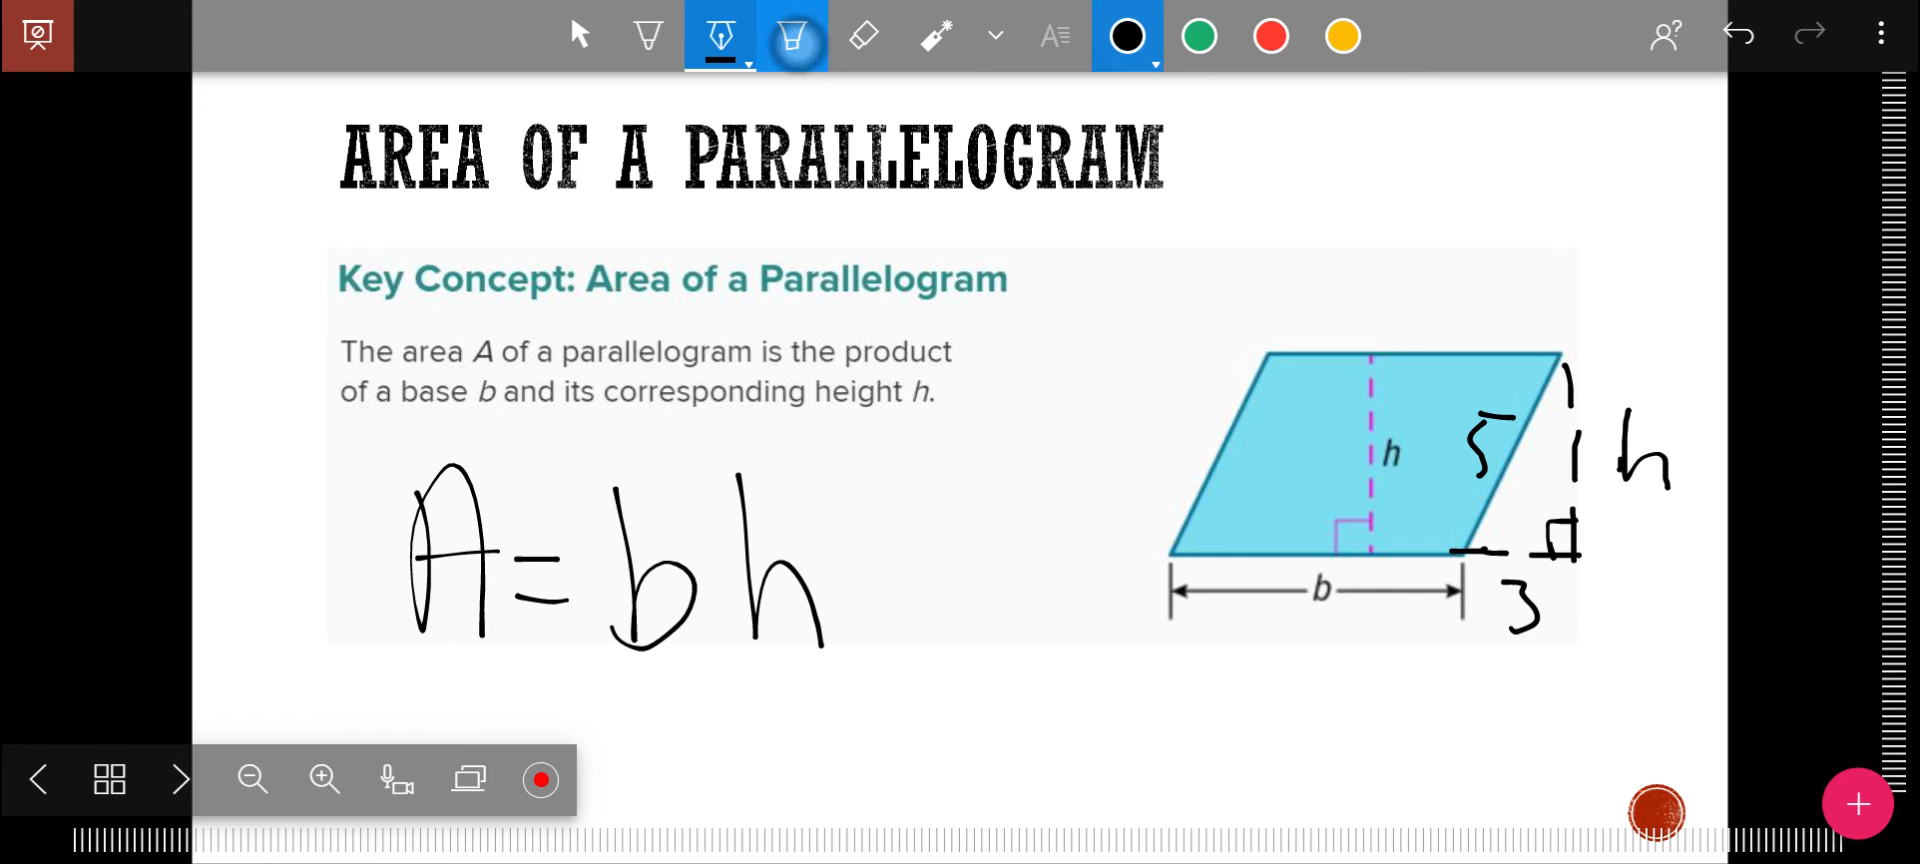 AREA OF A PARALLELOGRAM
Key Concept: Area of a Parallelogram
The area A of a parallelogram is the product
of a base b and its corresponding height h.
h
5
h
A = b h
b
3